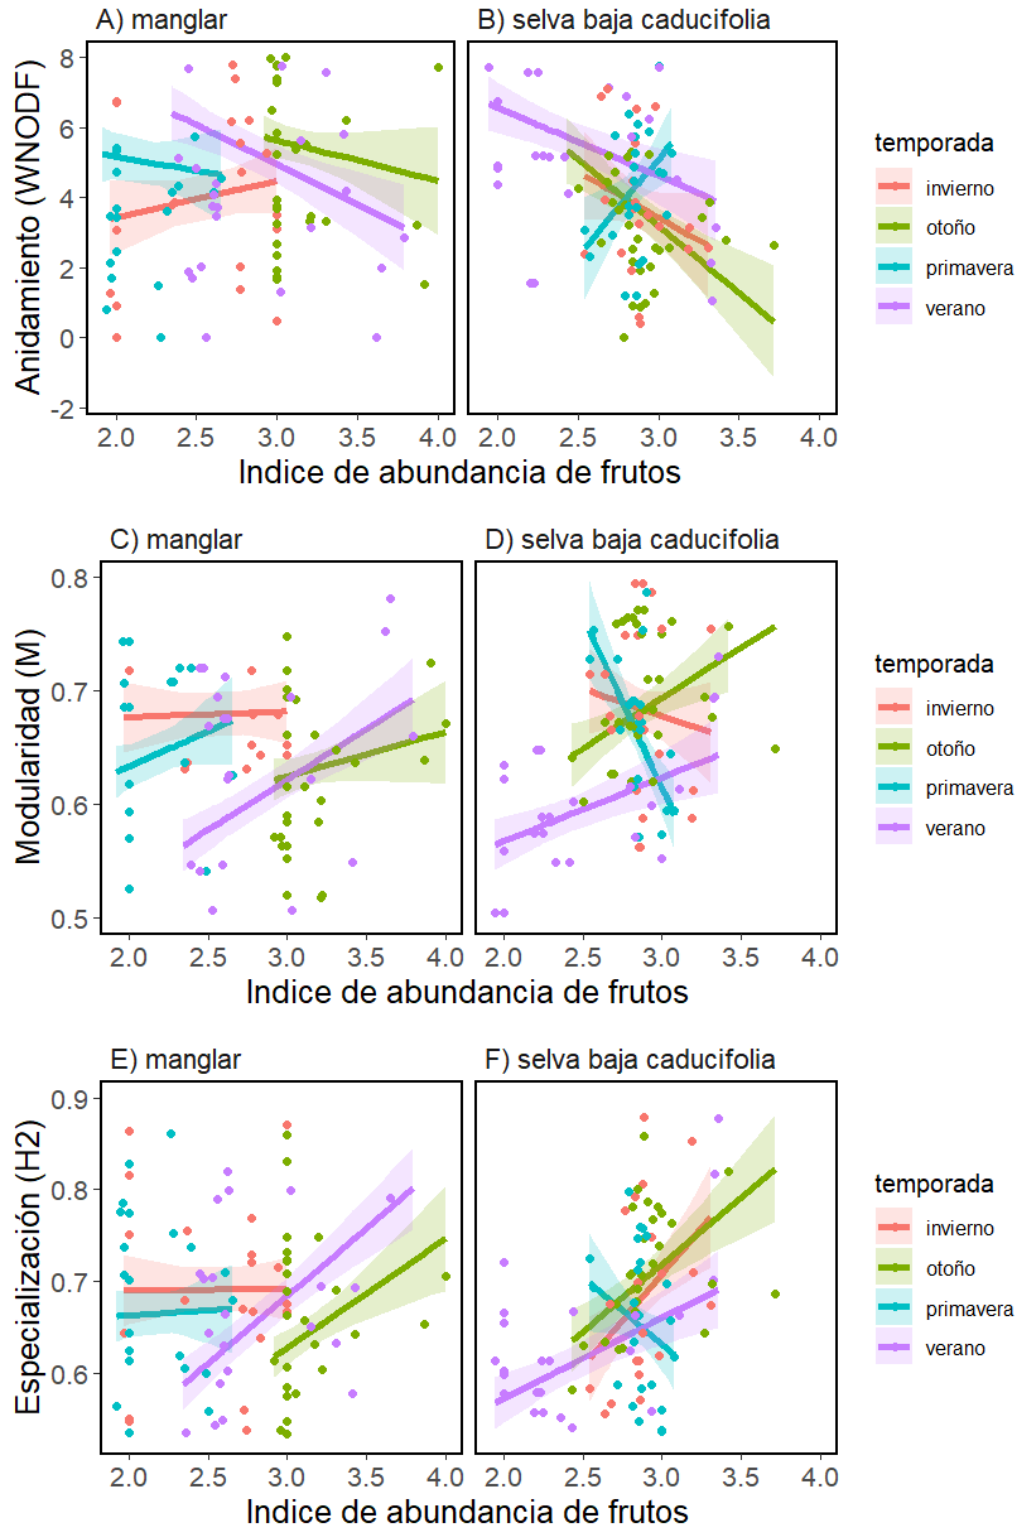 A) manglar
B) selva baja caducifolia
Anidamiento (WNODF)
8
6
4
2
0
-2
2.0 2.5 3.0 3.5 4.0
2.0 2.5 3.0 3.5 4.0
Indice de abundancia de frutos
temporada
invierno
otoño
primavera
verano
C) manglar
D) selva baja caducifolia
Modularidad (M)
0.8
0.7
0.6
0.5
2.0 2.5 3.0 3.5 4.0
2.0 2.5 3.0 3.5 4.0
Indice de abundancia de frutos
temporada
invierno
otoño
primavera
verano
E) manglar
F) selva baja caducifolia
Especialización (H2)
0.9
0.8
0.7
0.6
2.0 2.5 3.0 3.5 4.0
2.0 2.5 3.0 3.5 4.0
Indice de abundancia de frutos
temporada
invierno
otoño
primavera
verano